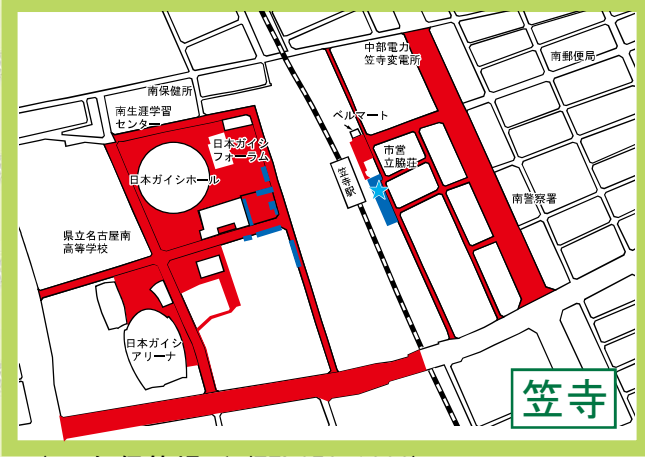 中部電力
笠寺変電所
南郵便局
南保健所
南生涯学習
センター
ベルマート
日本ガイシ
フォーラム
市営
立脇荘
日本ガイシホール
笠寺駅
南警察署
県立名古屋南
高等学校
日本ガイシ
アリーナ
笠寺